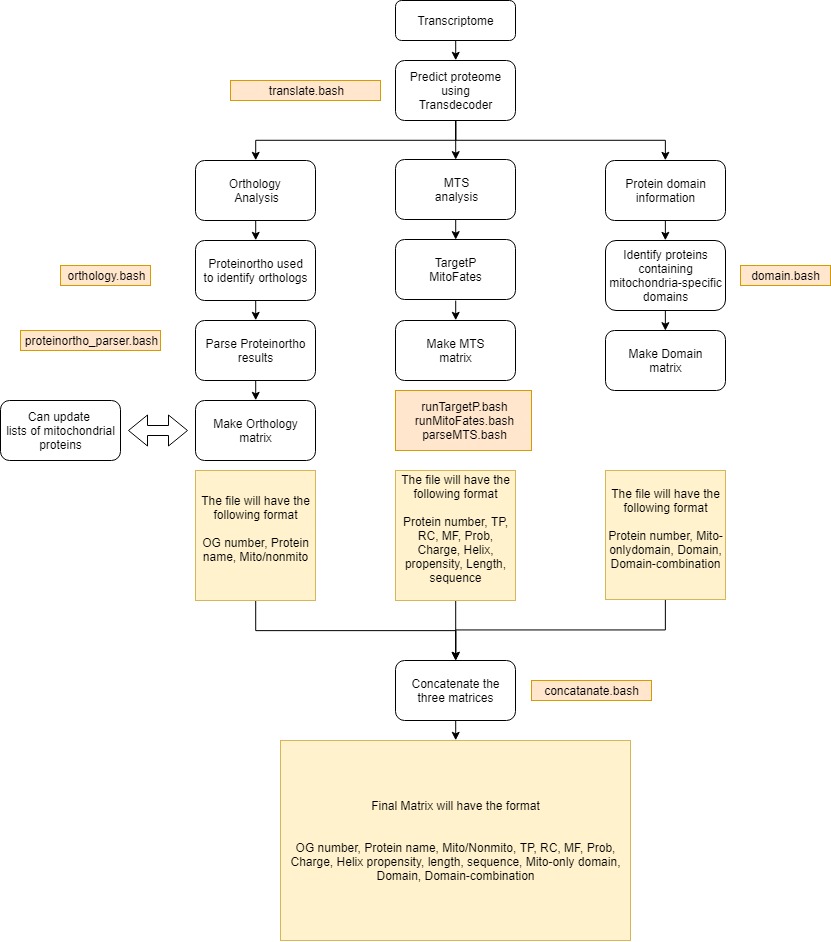 Transcriptome
Predict proteome
using
Transdecoder
translate.bash
Orthology
Analysis
MTS
analysis
Protein domain
information
Proteinortho used
to identify orthologs
orthology.bash
TargetP
MitoFates
Identify proteins
containing
mitochondria-specific
domains
domain.bash
proteinortho_parser.bash
Parse Proteinortho
results
Make MTS
matrix
Make Domain
matrix
Can update
lists of mitochondrial
proteins
Make Orthology
matrix
runTargetP.bash
runMitoFates.bash
parseMTS.bash
The file will have the
following format
OG number, Protein
name, Mito/nonmito
The file will have the
following format
Protein number, TP,
RC, MF, Prob,
Charge, Helix,
propensity, Length,
sequence
The file will have the
following format
Protein number, Mito-
onlydomain, Domain,
Domain-combination
Concatenate the
three matrices
concatanate.bash
Final Matrix will have the format
OG number, Protein name, Mito/Nonmito, TP, RC, MF, Prob,
Charge, Helix propensity, length, sequence, Mito-only domain,
Domain, Domain-combination